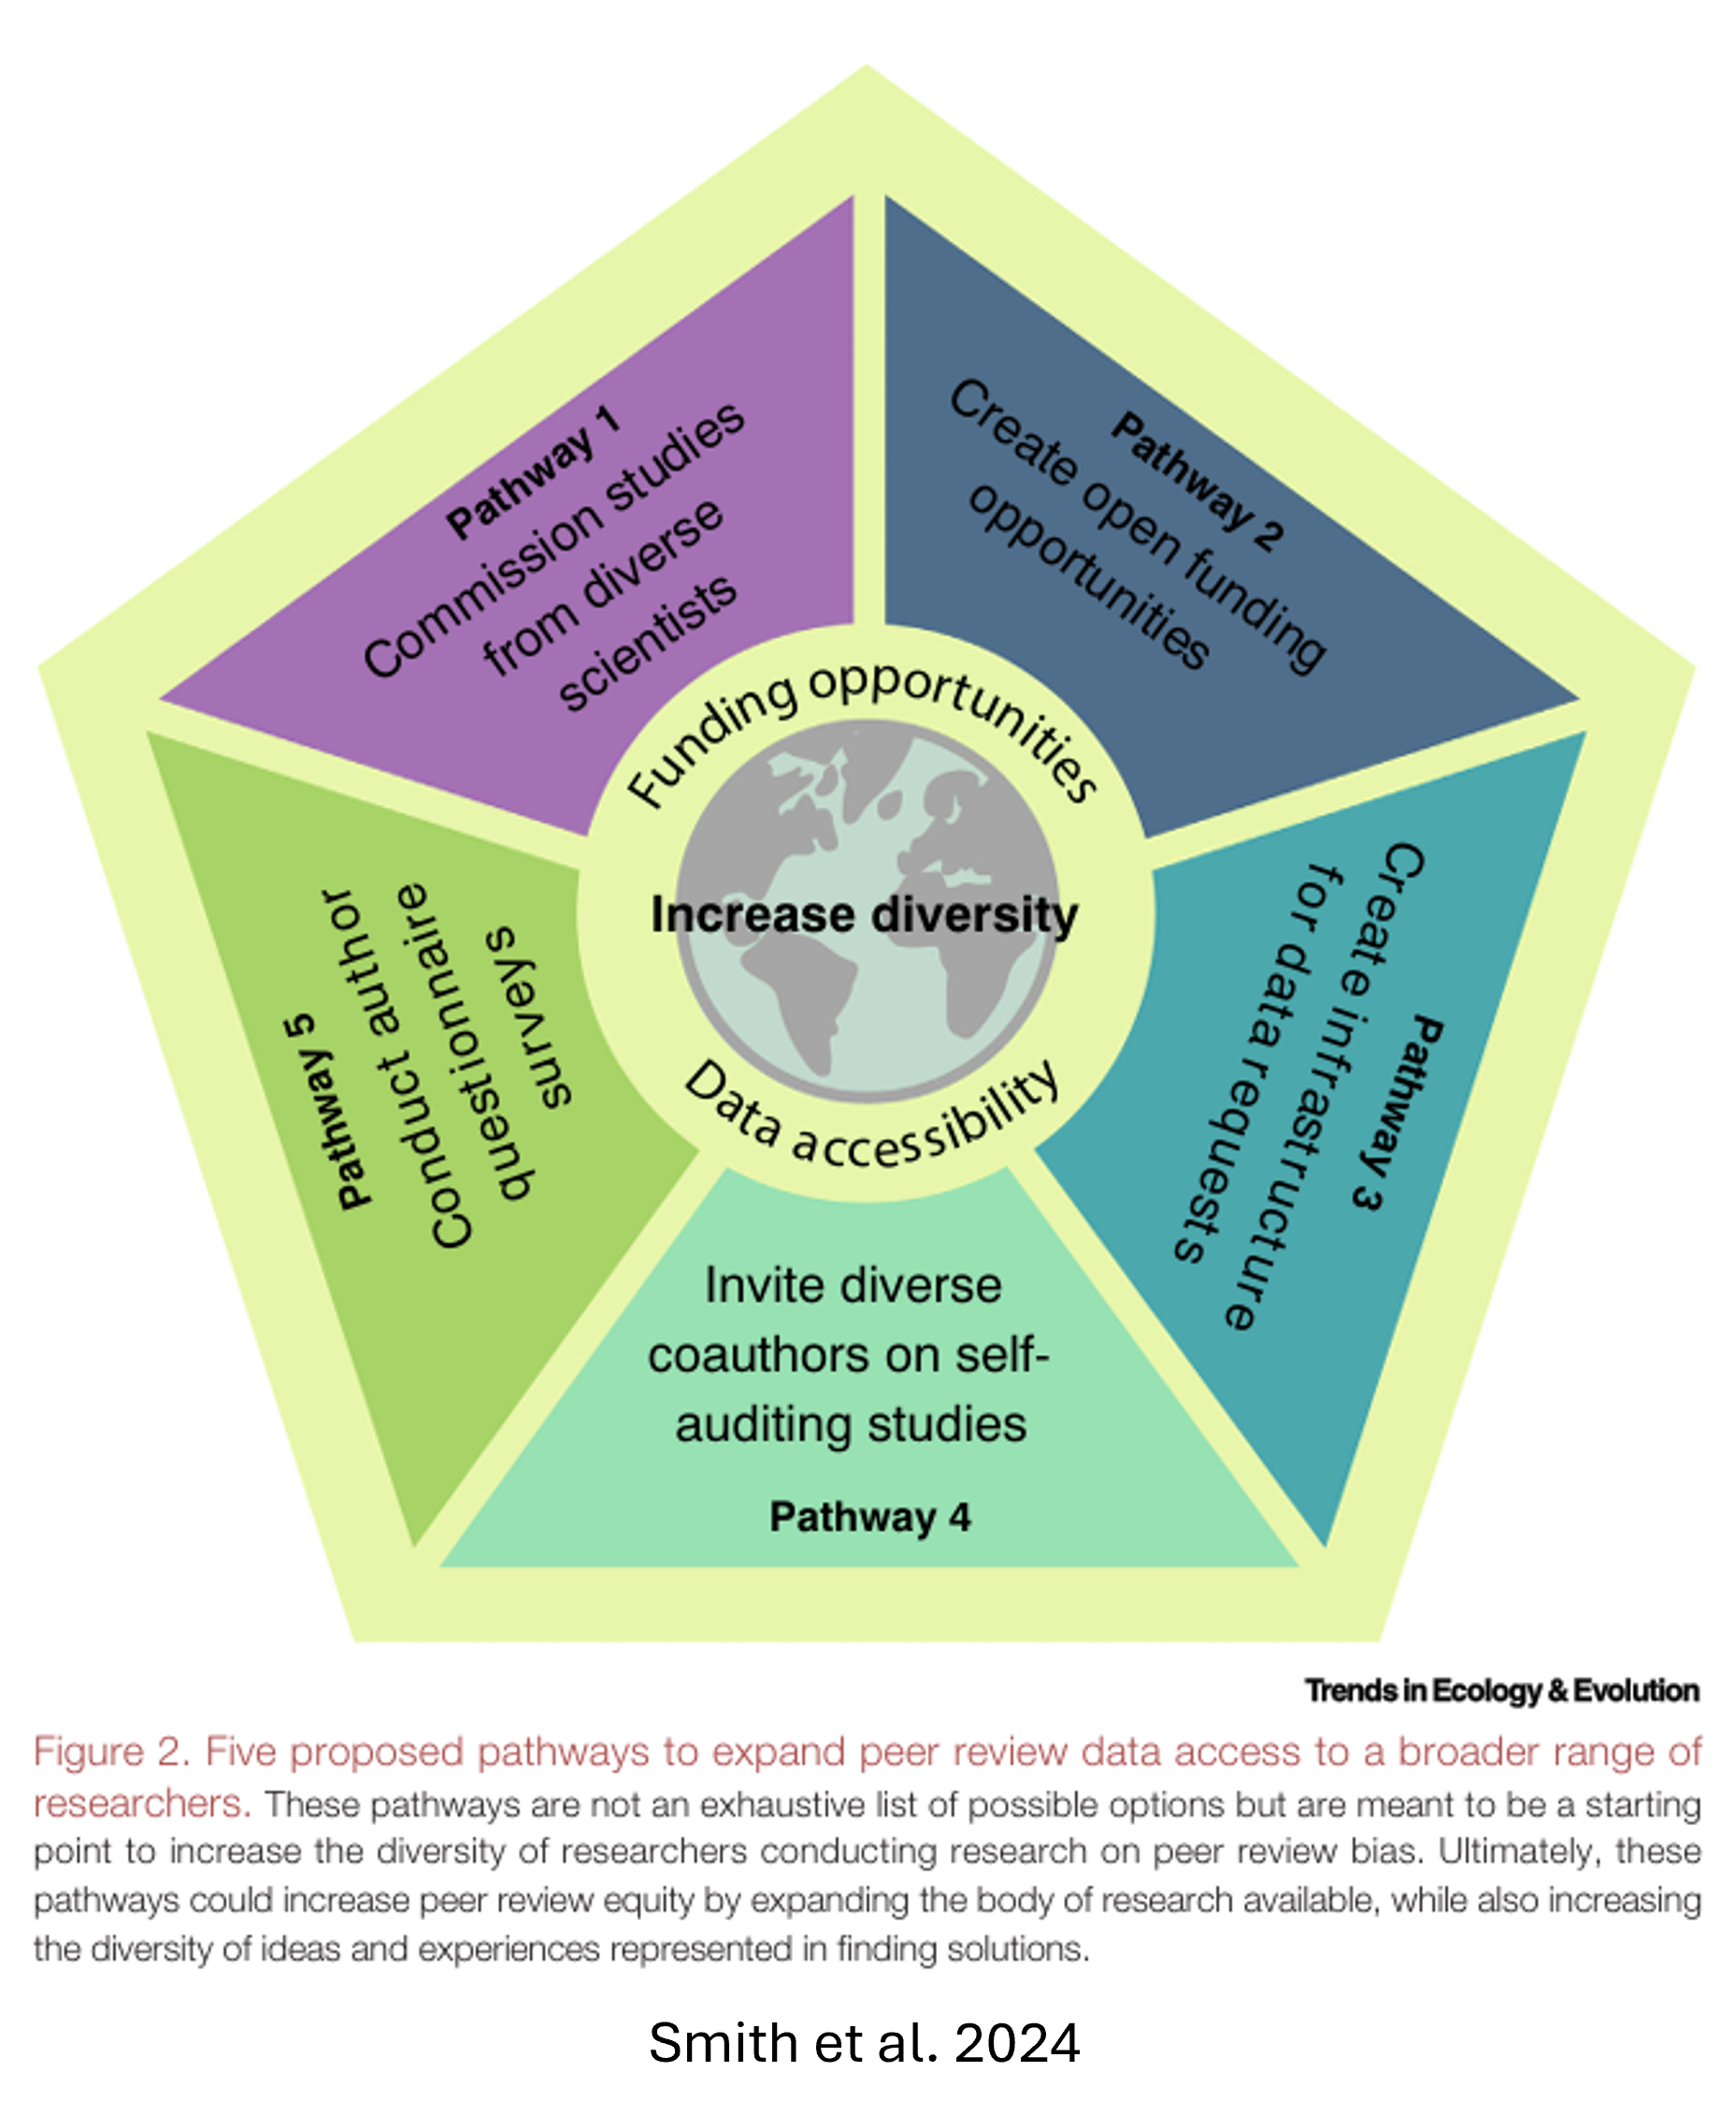 Pathway 1
Commission studies
from diverse
scientists
Pathway 2
Create open funding
opportunities
Funding opportunities
Increase diversity
Data accessibility
Pathway 3
Create infrastructure
for data requests
Invite diverse
coauthors on self-
auditing studies
Pathway 4
Pathway 5
Conduct author
questionnaire
surveys
Trends in Ecology & Evolution
Figure 2. Five proposed pathways to expand peer review data access to a broader range of
researchers. These pathways are not an exhaustive list of possible options but are meant to be a starting
point to increase the diversity of researchers conducting research on peer review bias. Ultimately, these
pathways could increase peer review equity by expanding the body of research available, while also increasing
the diversity of ideas and experiences represented in finding solutions.
Smith et al. 2024